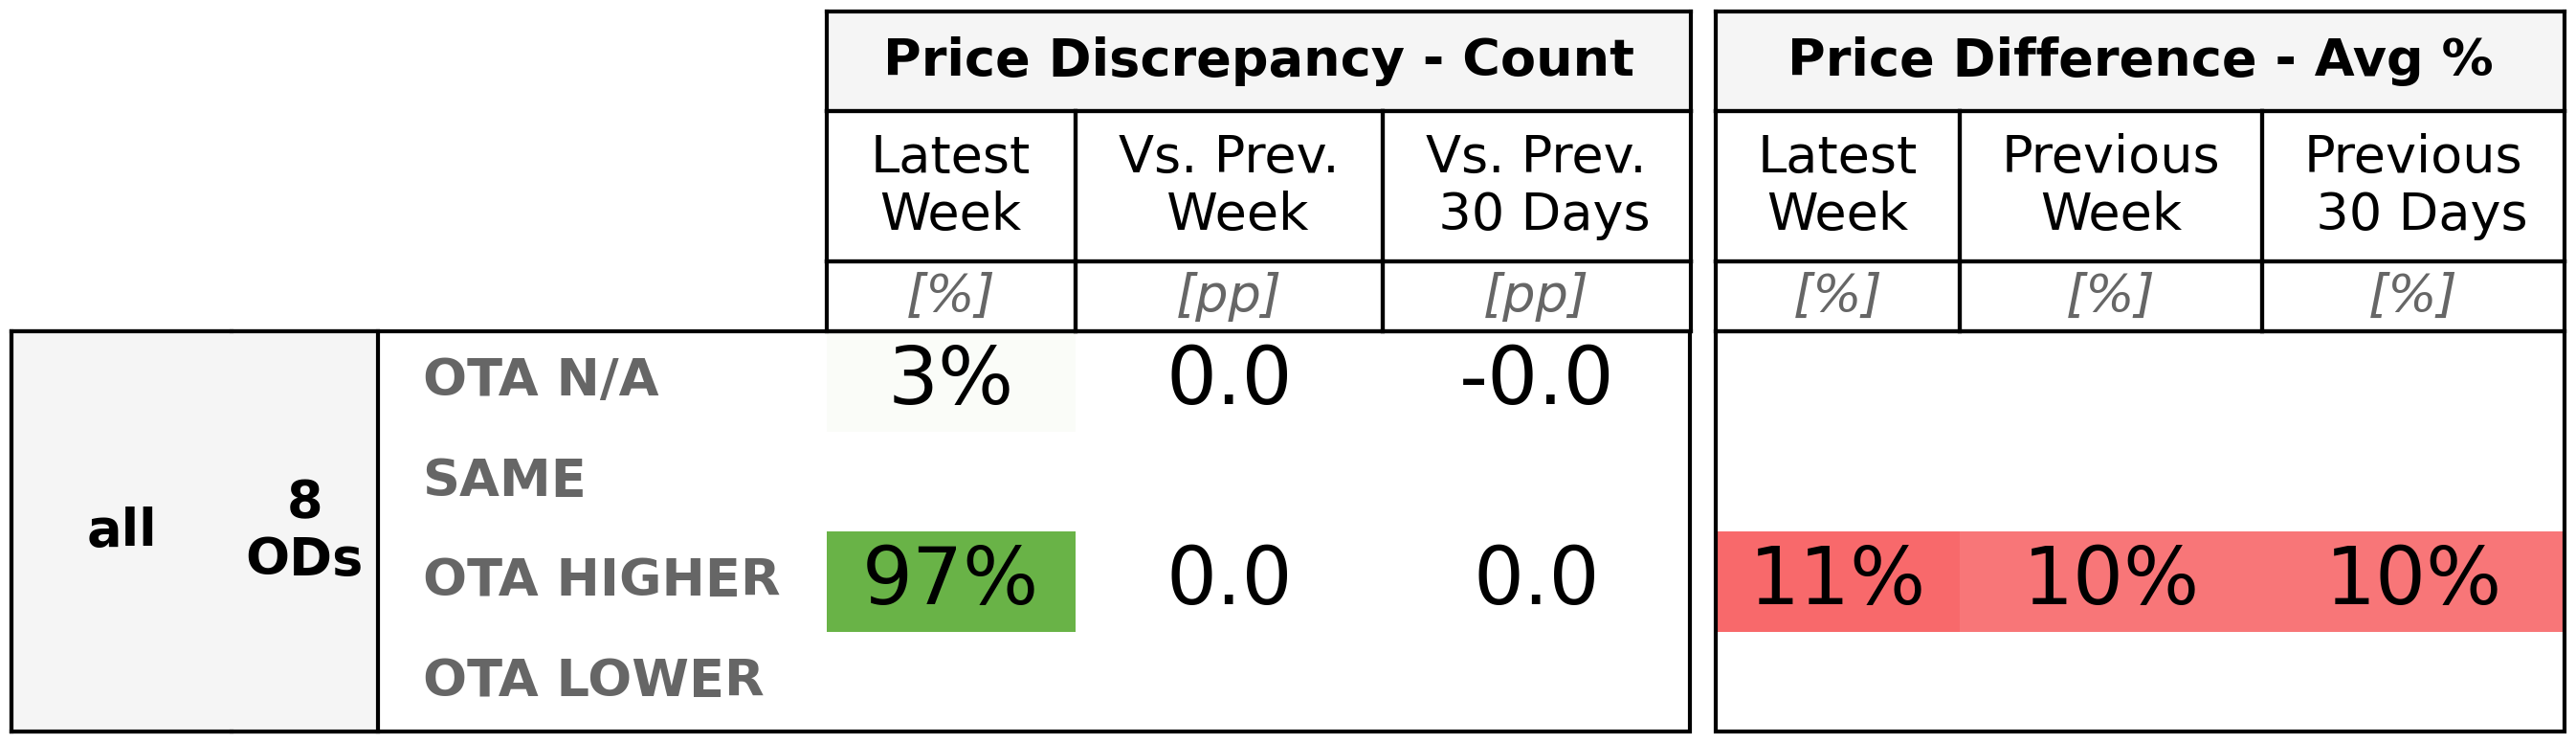 Price Discrepancy - Count
Price Difference - Avg %
Latest Week
Vs. Prev. Week
Vs. Prev. 30 Days
Latest Week
Previous Week
Previous 30 Days
[%]
[pp]
[pp]
[%]
[%]
[%]
all
8 ODs
OTA N/A 3% 0.0 -0.0
SAME
OTA HIGHER 97% 0.0 0.0 11% 10% 10%
OTA LOWER